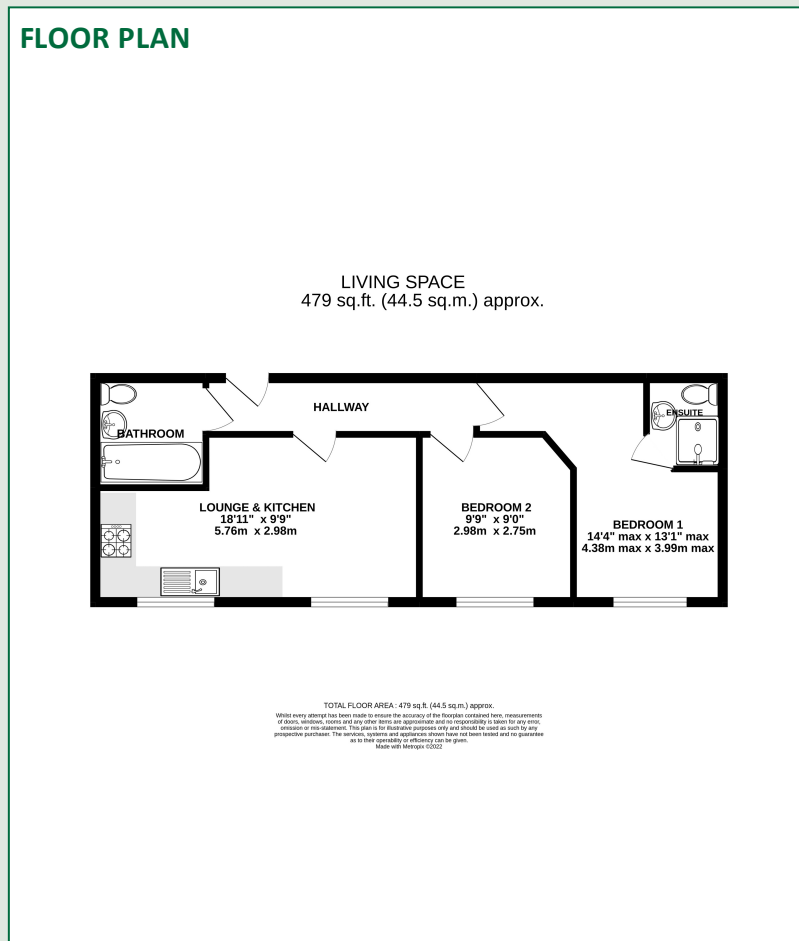 FLOOR PLAN
LIVING SPACE
479 sq.ft. (44.5 sq.m.) approx.
HALLWAY
ENSUITE
BATHROOM
LOUNGE & KITCHEN
18'11" x 9'9"
5.76m x 2.98m
BEDROOM 2
9'9" x 9'0"
2.98m x 2.75m
BEDROOM 1
14'4" max x 13'1" max
4.38m max x 3.99m max
TOTAL FLOOR AREA : 479 sq.ft. (44.5 sq.m.) approx.
Whilst every attempt has been made to ensure the accuracy of the floorplan contained here, measurements
of doors, windows, rooms and any other items are approximate and no responsibility is taken for any error,
omission or mis-statement. This plan is for illustrative purposes only and should be used as such by any
prospective purchaser. The services, systems and appliances shown have not been tested and no guarantee
as to their operability or efficiency can be given.
Made with Metropix ©2022